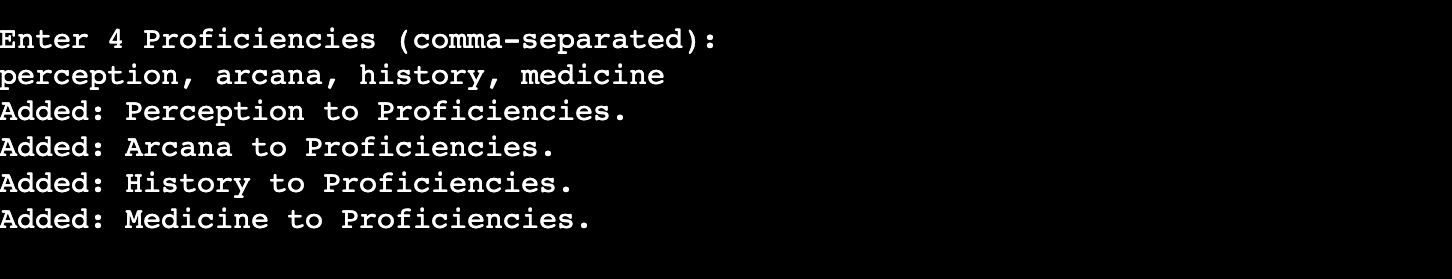 Enter 4 Proficiencies (comma-separated):
perception, arcana, history, medicine
Added: Perception to Proficiencies.
Added: Arcana to Proficiencies.
Added: History to Proficiencies.
Added: Medicine to Proficiencies.